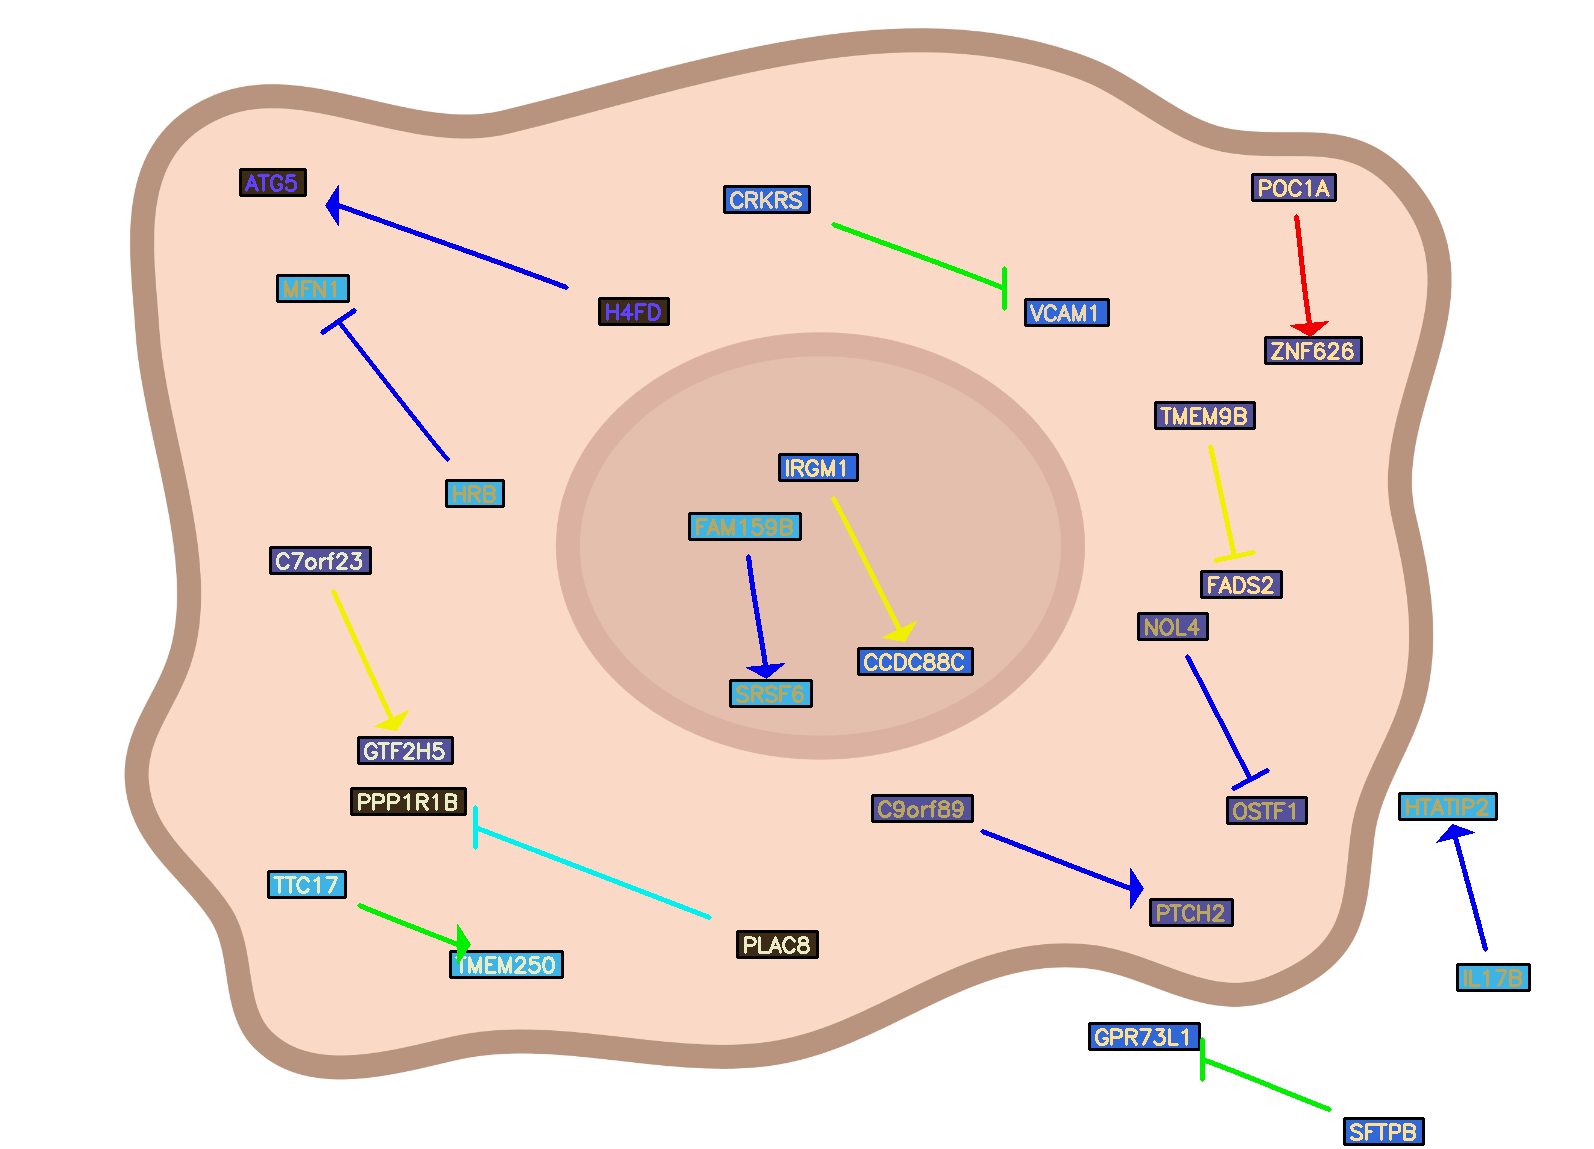 ATG5
CRKRS
POC1A
MFN1
H4FD
VCAM1
ZNF626
TMEM9B
IRGM1
HRB
FAM159B
C7orf23
FADS2
NOL4
CCDC88C
SRSF6
GTF2H5
PPP1R1B
C9orf89
OSTF1
HTATIP2
TTC17
PTCH2
PLAC8
TMEM250
IL17B
GPR73L1
SFTPB